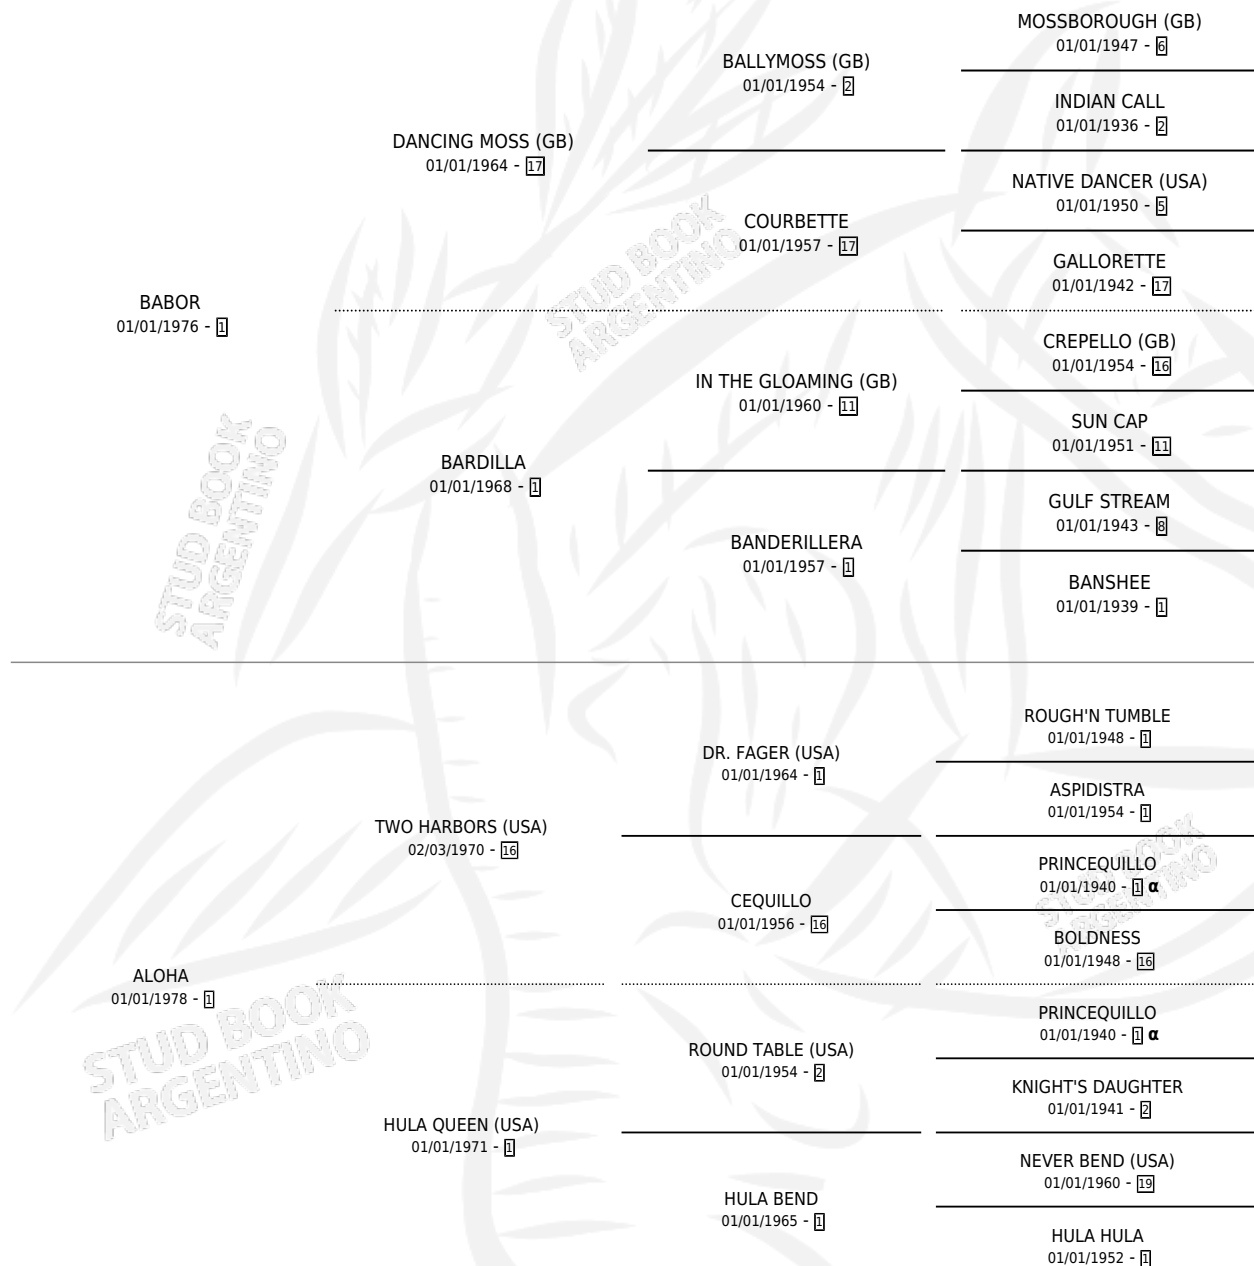 MOSSBOROUGH (GB)
01/01/1947 - 6
BALLYMOSS (GB)
01/01/1954 - 2
INDIAN CALL
01/01/1936 - 2
DANCING MOSS (GB)
01/01/1964 - 17
NATIVE DANCER (USA)
01/01/1950 - 5
COURBETTE
01/01/1957 - 17
GALLORETTE
01/01/1942 - 17
BABOR
01/01/1976 - 1
CREPELLO (GB)
01/01/1954 - 16
IN THE GLOAMING (GB)
01/01/1960 - 11
SUN CAP
01/01/1951 - 11
BARDILLA
01/01/1968 - 1
GULF STREAM
01/01/1943 - 8
BANDERILLERA
01/01/1957 - 1
BANSHEE
01/01/1939 - 1
ROUGH'N TUMBLE
01/01/1948 - 1
DR. FAGER (USA)
01/01/1964 - 1
ASPIDISTRA
01/01/1954 - 1
TWO HARBORS (USA)
02/03/1970 - 16
PRINCEQUILLO
01/01/1940 - 1 α
CEQUILLO
01/01/1956 - 16
BOLDNESS
01/01/1948 - 16
ALOHA
01/01/1978 - 1
PRINCEQUILLO
01/01/1940 - 1 α
ROUND TABLE (USA)
01/01/1954 - 2
KNIGHT'S DAUGHTER
01/01/1941 - 2
HULA QUEEN (USA)
01/01/1971 - 1
NEVER BEND (USA)
01/01/1960 - 19
HULA BEND
01/01/1965 - 1
HULA HULA
01/01/1952 - 1
STUD BOOK
ARGENTINO
STUD BOOK
ARGENTINO
STUD BOOK
ARGENTINO
STUD BOOK
ARGENTINO